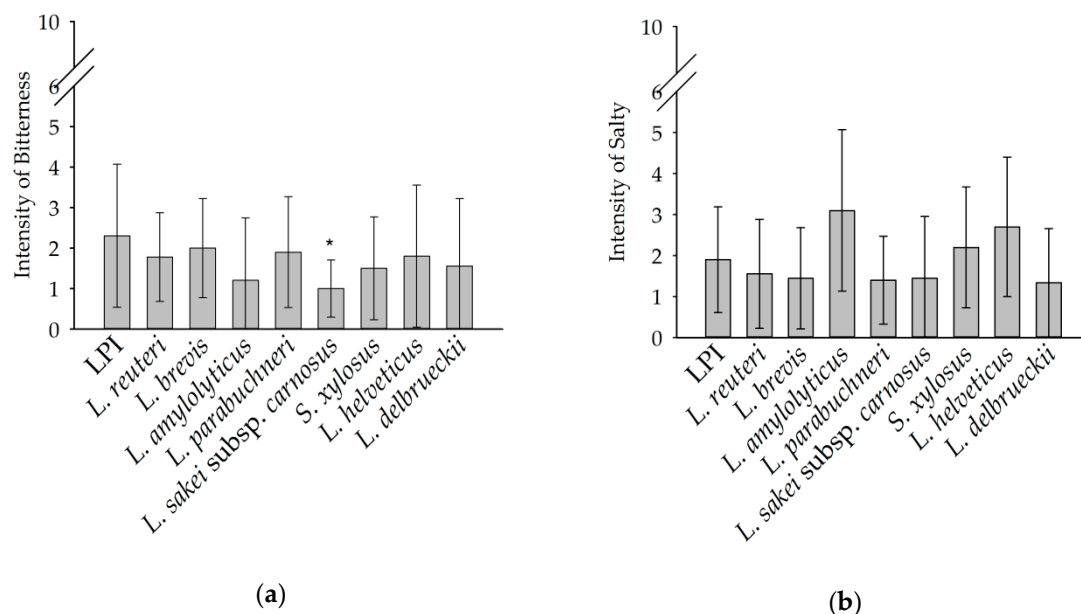 10
6
5
4
3
2
1
0
Intensity of Bitterness
*
LPI
L. reuteri
L. brevis
L. amylolyticus
L. parabuchneri
L. sakei subsp. carnosus
S. xylosus
L. helveticus
L. delbrueckii
(a)
10
6
5
4
3
2
1
0
Intensity of Salty
LPI
L. reuteri
L. brevis
L. amylolyticus
L. parabuchneri
L. sakei subsp. carnosus
S. xylosus
L. helveticus
L. delbrueckii
(b)